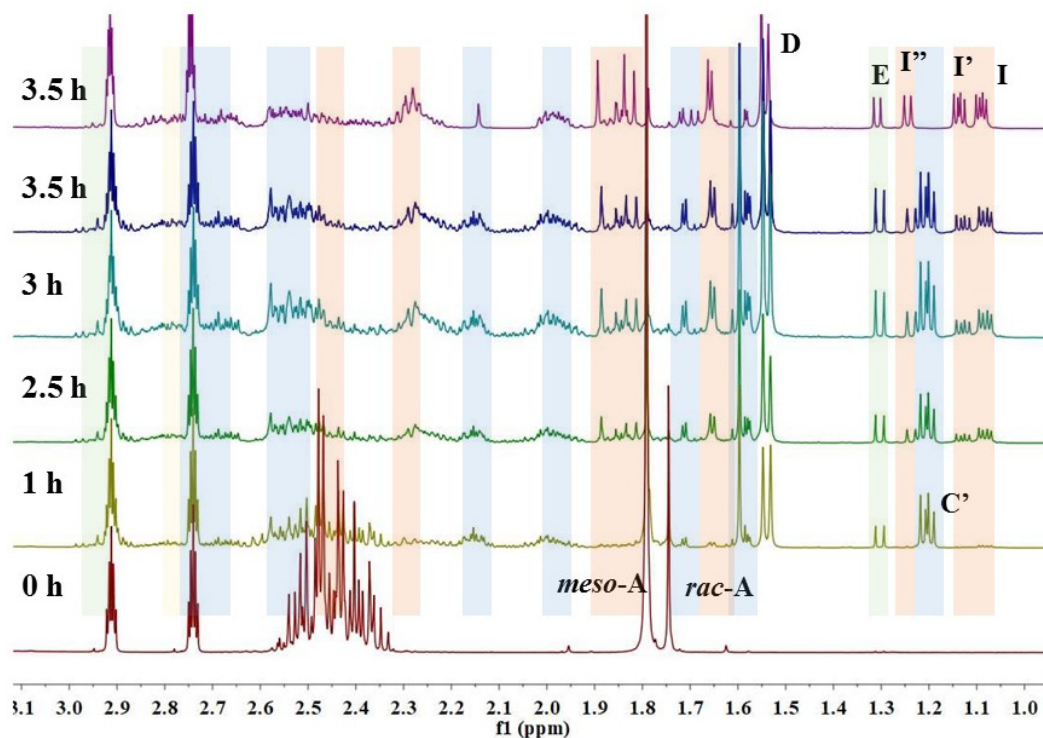 D
E I” I’ I
3.5 h
3.5 h
3 h
2.5 h
1 h
C’
0 h
meso-A rac-A
3.1 3.0 2.9 2.8 2.7 2.6 2.5 2.4 2.3 2.2 2.1 2.0 1.9 1.8 1.7 1.6 1.5 1.4 1.3 1.2 1.1 1.0
f1 (ppm)